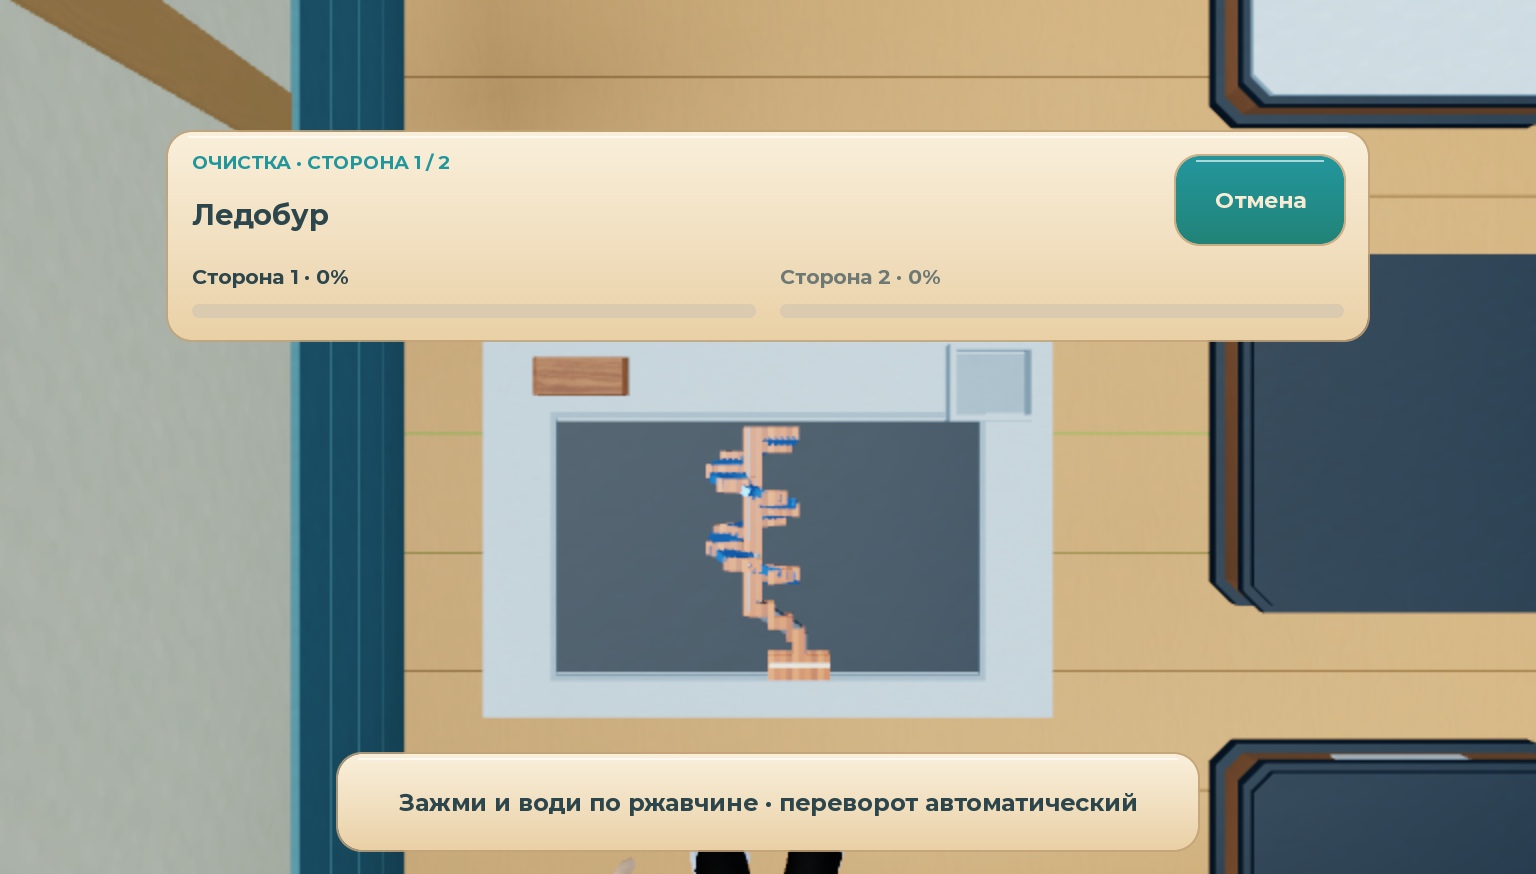 ОЧИСТКА · СТОРОНА 1 / 2
Ледобур
Отмена
Сторона 1 · 0%
Сторона 2 · 0%
Зажми и води по ржавчине · переворот автоматический